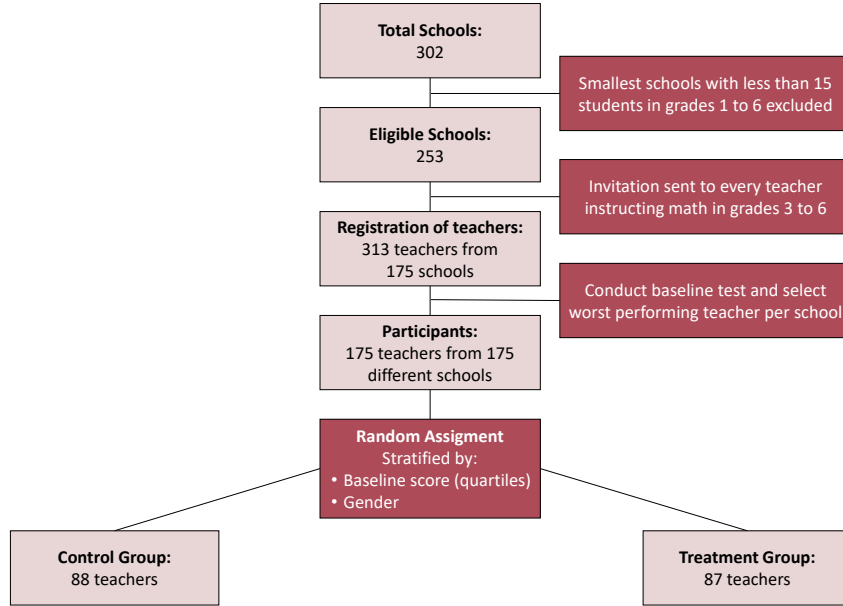 Total Schools:
302
Smallest schools with less than 15
students in grades 1 to 6 excluded
Eligible Schools:
253
Invitation sent to every teacher
instructing math in grades 3 to 6
Registration of teachers:
313 teachers from
175 schools
Conduct baseline test and select
worst performing teacher per school
Participants:
175 teachers from 175
different schools
Random Assigment
Stratified by:
• Baseline score (quartiles)
• Gender
Control Group:
88 teachers
Treatment Group:
87 teachers